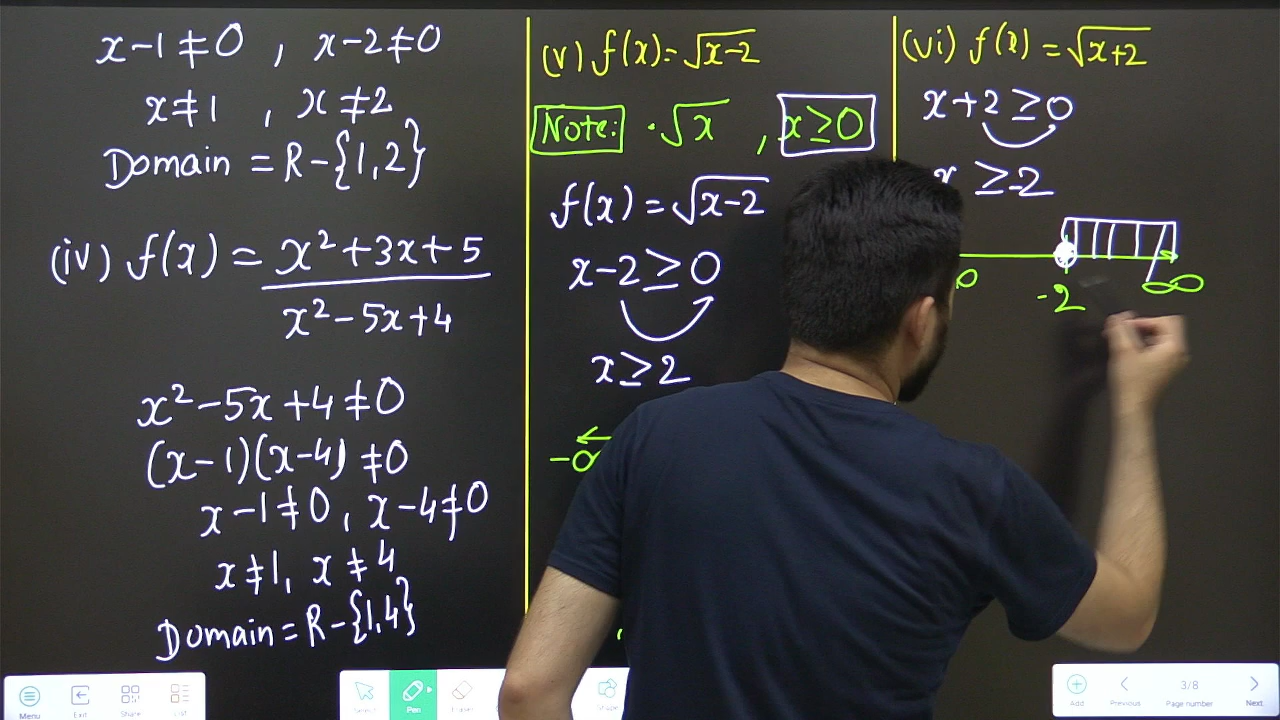 x-1≠0 , x-2≠0
x≠1 , x≠2
Domain = R-{1,2}
(iv) f(x) = x²+3x+5
x²-5x+4
x²-5x+4≠0
(x-1)(x-4)≠0
x-1≠0, x-4≠0
x≠1, x≠4
Domain = R-{1,4}
(v) f(x)=√x-2
Note: ·√x , x≥0
f(x)=√x-2
x-2≥0
x≥2
(vi) f(x)=√x+2
x+2≥0
x≥-2
-2 ∞
Menu Exit Share List
Select Pen Eraser
Add Previous 3/8 Page number Next